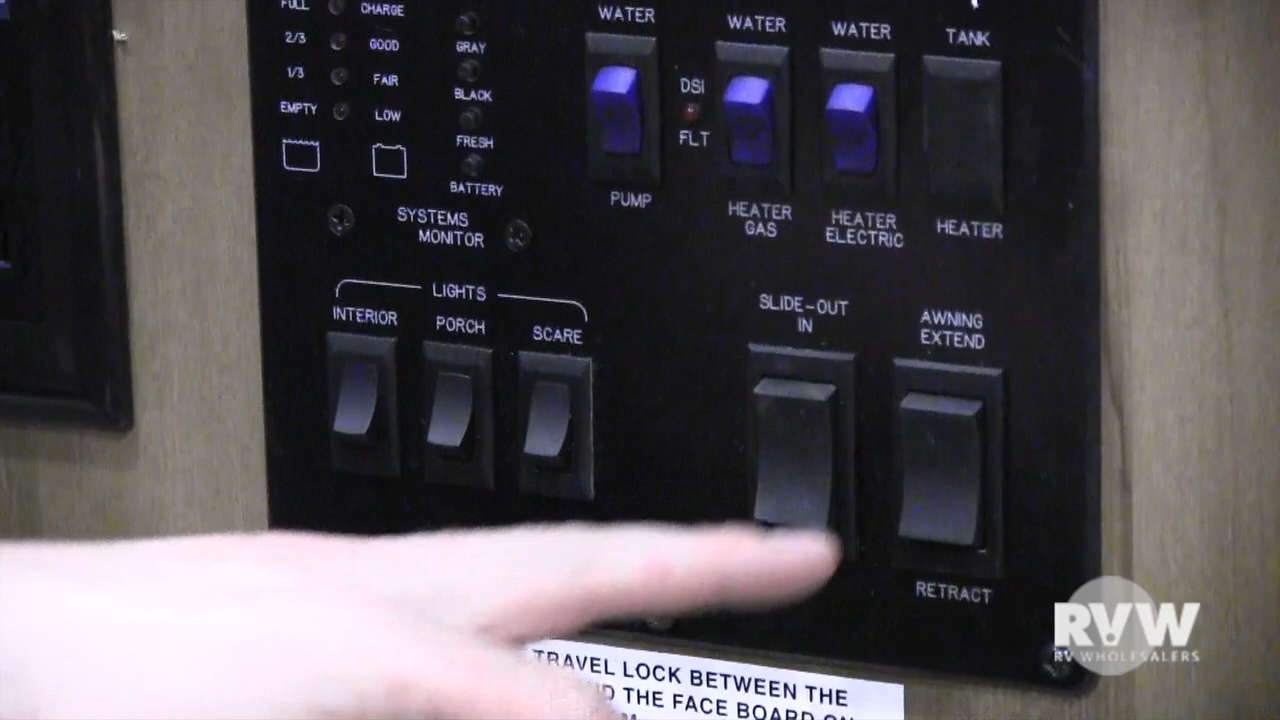 FULL
2/3
1/3
EMPTY
CHARGE
GOOD
FAIR
LOW
GRAY
BLACK
FRESH
BATTERY
SYSTEMS
MONITOR
WATER
PUMP
DSI
FLT
WATER
HEATER
GAS
WATER
HEATER
ELECTRIC
TANK
HEATER
LIGHTS
INTERIOR
PORCH
SCARE
SLIDE-OUT
IN
AWNING
EXTEND
RETRACT
TRAVEL LOCK BETWEEN THE
THE FACE BOARD ON
RVW
RV WHOLESALERS